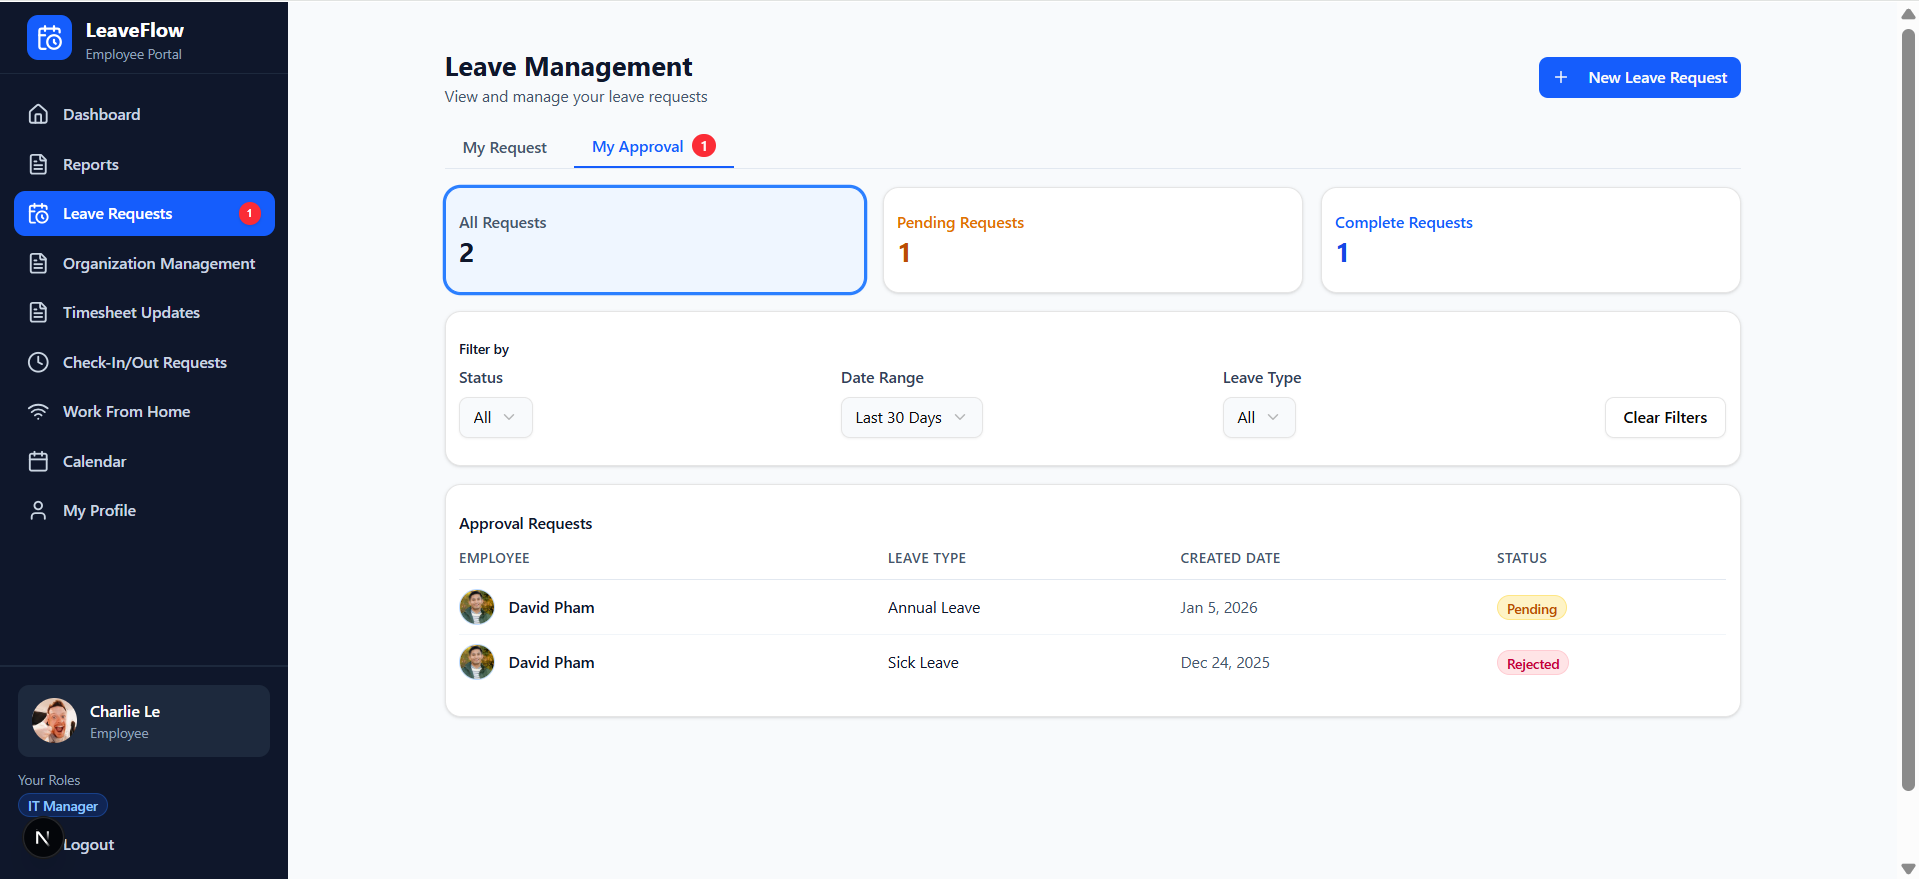 LeaveFlow
Employee Portal
Dashboard
Reports
Leave Requests 1
Organization Management
Timesheet Updates
Check-In/Out Requests
Work From Home
Calendar
My Profile
Charlie Le
Employee
Your Roles
IT Manager
N
Logout
Leave Management
View and manage your leave requests
+ New Leave Request
My Request My Approval 1
All Requests
2
Pending Requests
1
Complete Requests
1
Filter by
Status Date Range Leave Type
All Last 30 Days All Clear Filters
Approval Requests
EMPLOYEE LEAVE TYPE CREATED DATE STATUS
David Pham Annual Leave Jan 5, 2026 Pending
David Pham Sick Leave Dec 24, 2025 Rejected